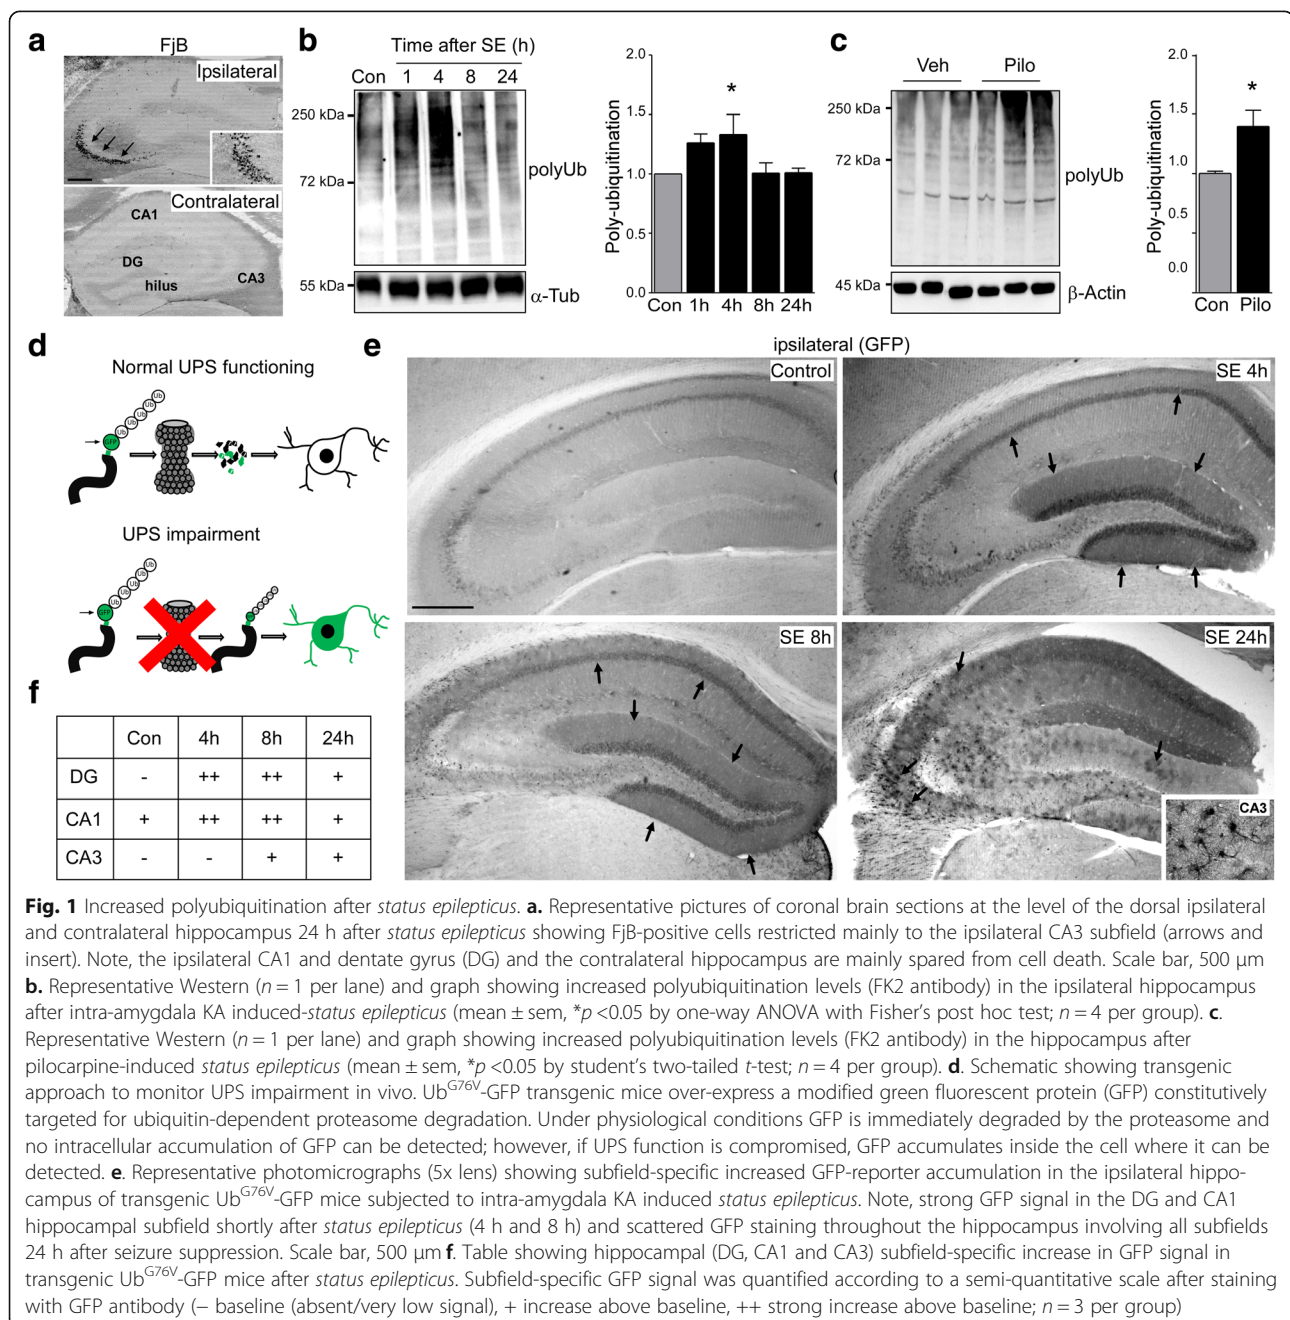 a
FjB
Ipsilateral
Contralateral
CA1
DG
hilus
CA3
b
Time after SE (h)
Con 1 4 8 24
250 kDa
72 kDa
polyUb
55 kDa
α-Tub
Poly-ubiquitination
2.0
1.5
1.0
0.5
0.0
*
Con 1h 4h 8h 24h
c
Veh Pilo
250 kDa
72 kDa
polyUb
45 kDa
β-Actin
Poly-ubiquitination
2.0
1.5
1.0
0.5
0.0
*
Con Pilo
d
Normal UPS functioning
GFP Ub Ub Ub Ub
UPS impairment
GFP Ub Ub Ub Ub
e
ipsilateral (GFP)
Control
SE 4h
SE 8h
SE 24h
CA3
f
Con 4h 8h 24h
DG - ++ ++ +
CA1 + ++ ++ +
CA3 - - + +
Fig. 1 Increased polyubiquitination after status epilepticus. a. Representative pictures of coronal brain sections at the level of the dorsal ipsilateral
and contralateral hippocampus 24 h after status epilepticus showing FjB-positive cells restricted mainly to the ipsilateral CA3 subfield (arrows and
insert). Note, the ipsilateral CA1 and dentate gyrus (DG) and the contralateral hippocampus are mainly spared from cell death. Scale bar, 500 μm
b. Representative Western (n = 1 per lane) and graph showing increased polyubiquitination levels (FK2 antibody) in the ipsilateral hippocampus
after intra-amygdala KA induced-status epilepticus (mean ± sem, *p <0.05 by one-way ANOVA with Fisher's post hoc test; n = 4 per group). c.
Representative Western (n = 1 per lane) and graph showing increased polyubiquitination levels (FK2 antibody) in the hippocampus after
pilocarpine-induced status epilepticus (mean ± sem, *p <0.05 by student's two-tailed t-test; n = 4 per group). d. Schematic showing transgenic
approach to monitor UPS impairment in vivo. Ub^G76V-GFP transgenic mice over-express a modified green fluorescent protein (GFP) constitutively
targeted for ubiquitin-dependent proteasome degradation. Under physiological conditions GFP is immediately degraded by the proteasome and
no intracellular accumulation of GFP can be detected; however, if UPS function is compromised, GFP accumulates inside the cell where it can be
detected. e. Representative photomicrographs (5x lens) showing subfield-specific increased GFP-reporter accumulation in the ipsilateral hippo-
campus of transgenic Ub^G76V-GFP mice subjected to intra-amygdala KA induced status epilepticus. Note, strong GFP signal in the DG and CA1
hippocampal subfield shortly after status epilepticus (4 h and 8 h) and scattered GFP staining throughout the hippocampus involving all subfields
24 h after seizure suppression. Scale bar, 500 μm f. Table showing hippocampal (DG, CA1 and CA3) subfield-specific increase in GFP signal in
transgenic Ub^G76V-GFP mice after status epilepticus. Subfield-specific GFP signal was quantified according to a semi-quantitative scale after staining
with GFP antibody (− baseline (absent/very low signal), + increase above baseline, ++ strong increase above baseline; n = 3 per group)